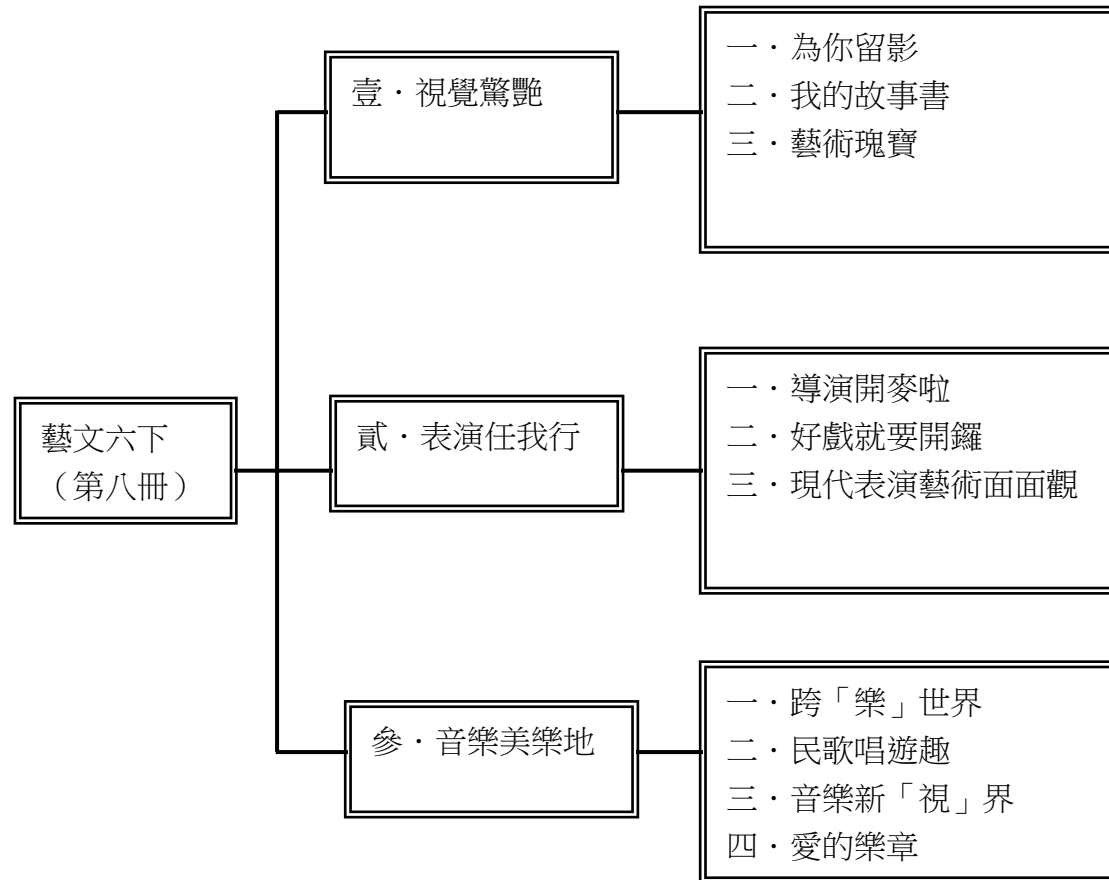 藝文六下
（第八冊）
壹．視覺驚艷
一．為你留影
二．我的故事書
三．藝術瑰寶
貳．表演任我行
一．導演開麥啦
二．好戲就要開鑼
三．現代表演藝術面面觀
參．音樂美樂地
一．跨「樂」世界
二．民歌唱遊趣
三．音樂新「視」界
四．愛的樂章